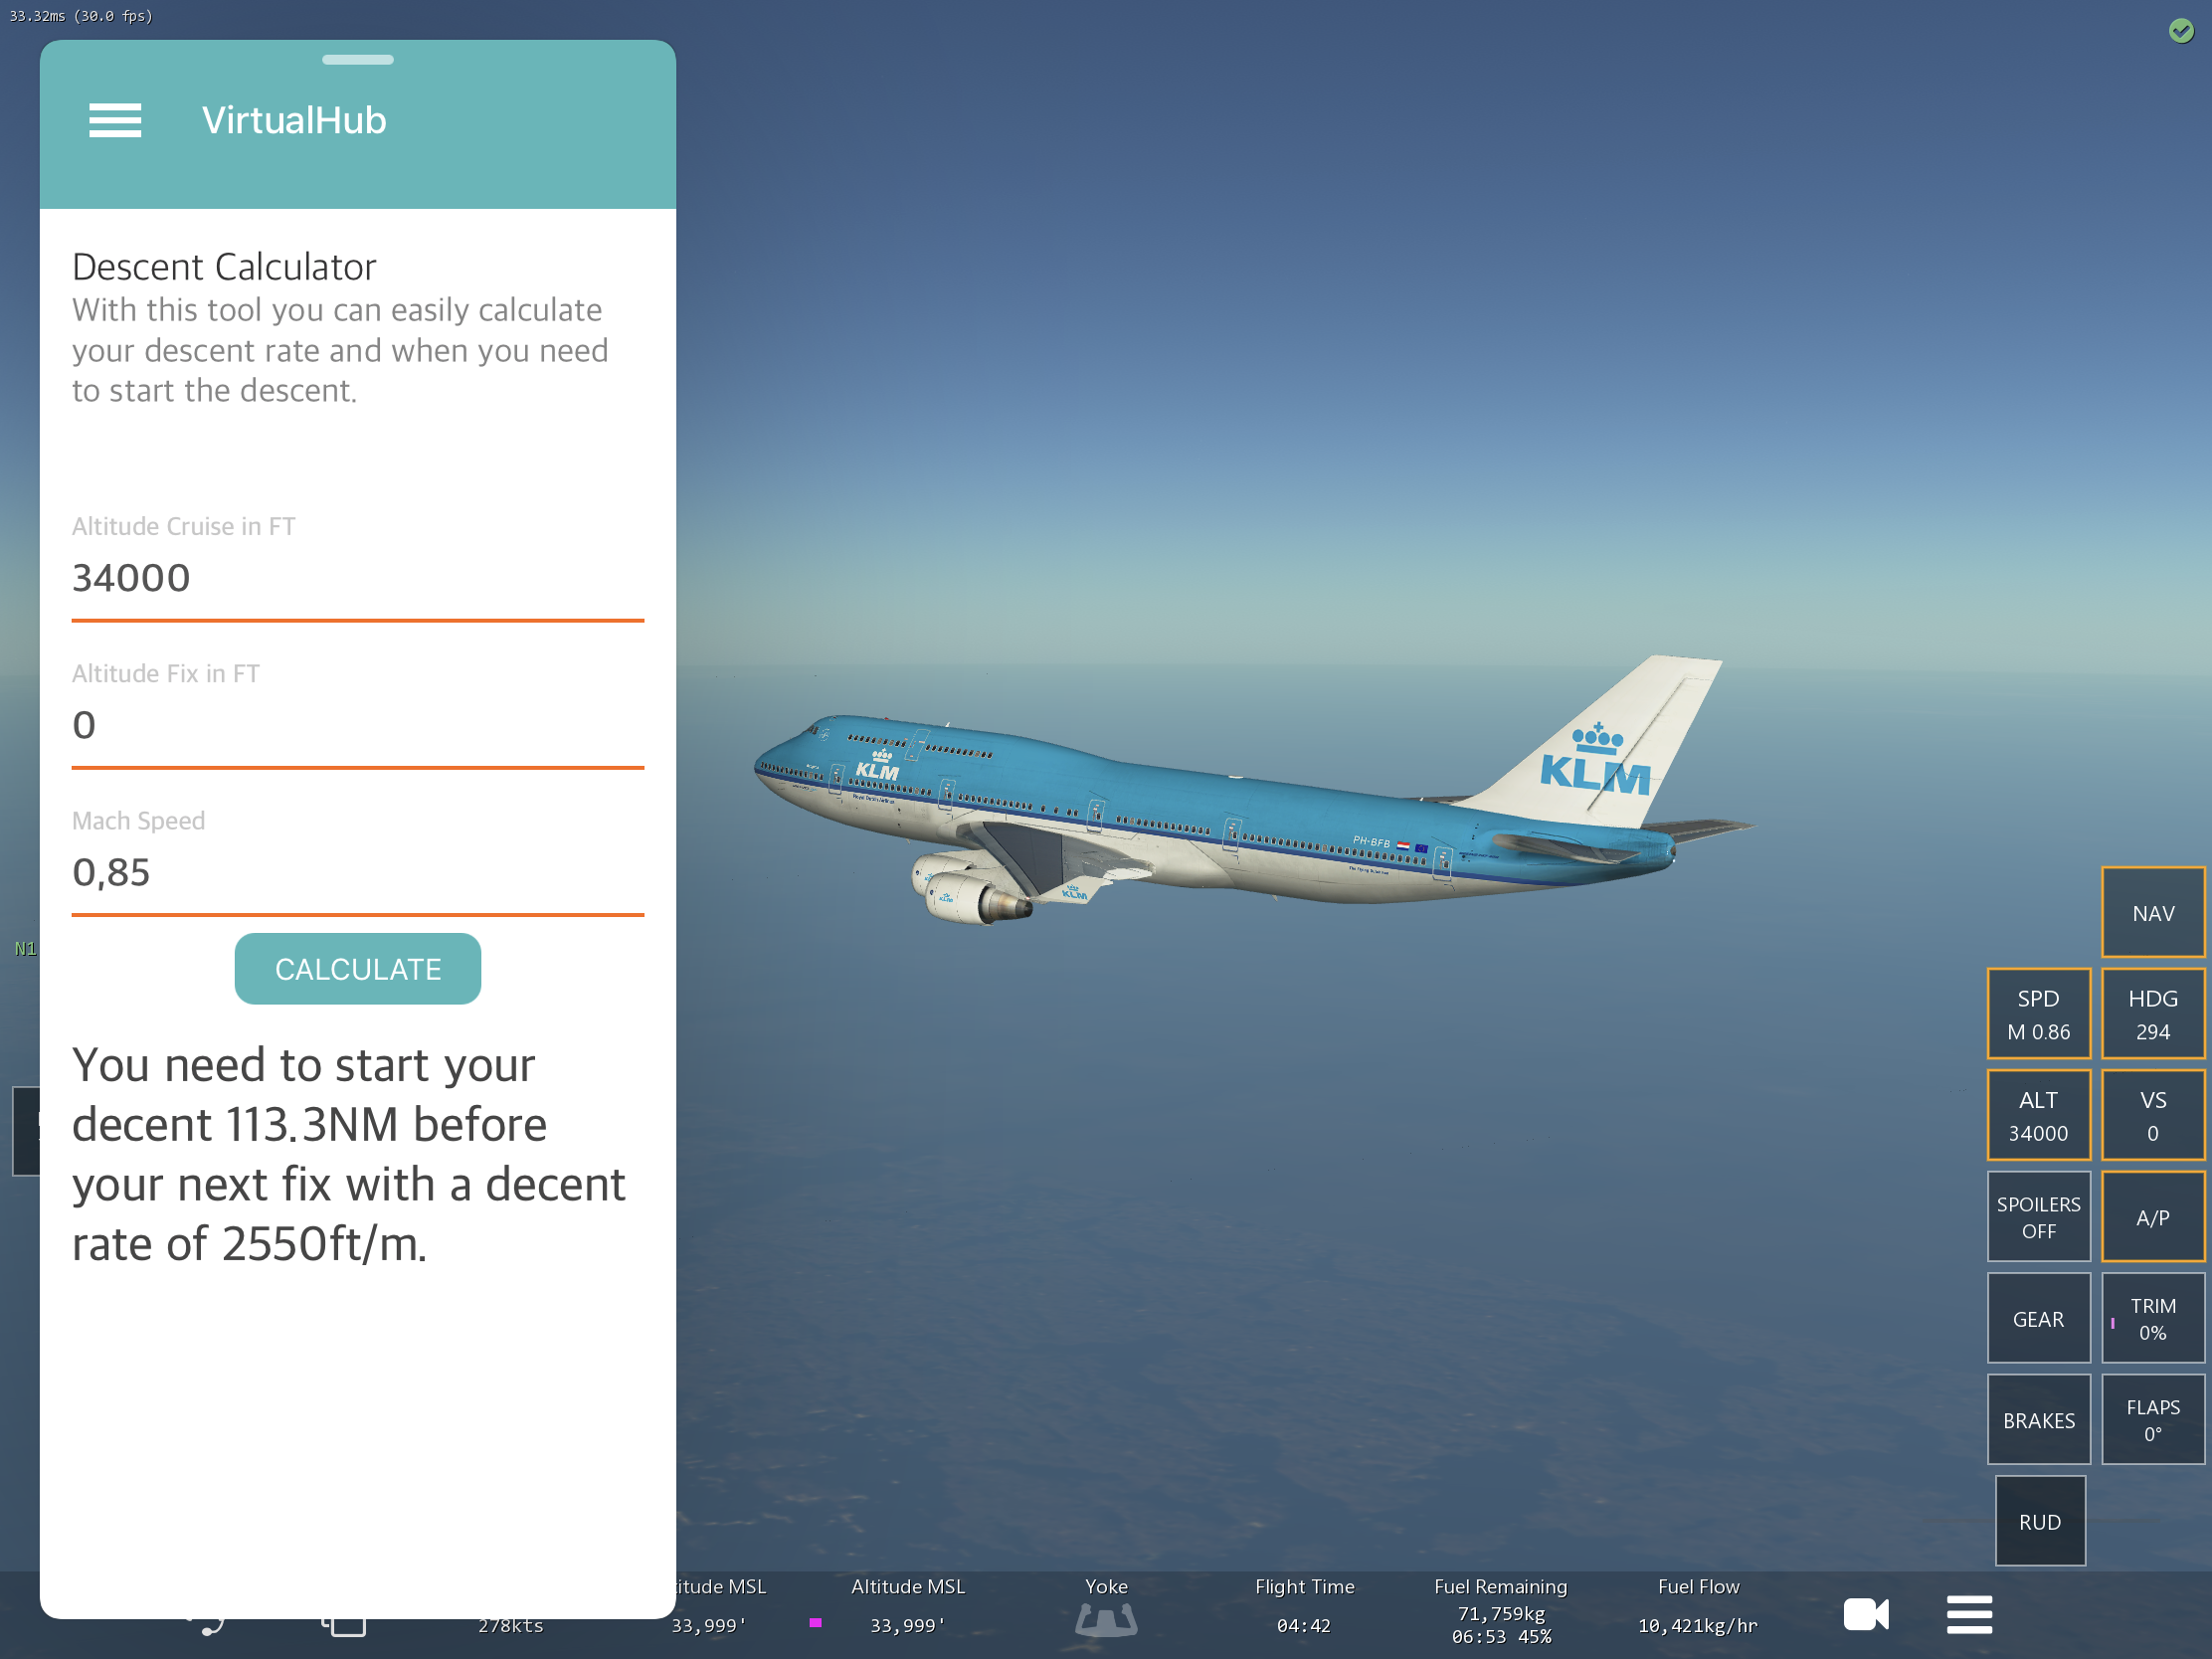 33.32ms (30.0 fps)
VirtualHub
Descent Calculator
With this tool you can easily calculate
your descent rate and when you need
to start the descent.
Altitude Cruise in FT
34000
Altitude Fix in FT
0
Mach Speed
0,85
CALCULATE
You need to start your
decent 113.3NM before
your next fix with a decent
rate of 2550ft/m.
N1
KLM
KLM
PH-BFB
KLM
NAV
SPD
M 0.86
HDG
294
ALT
34000
VS
0
SPOILERS
OFF
A/P
GEAR
TRIM
0%
BRAKES
FLAPS
0°
RUD
278kts
titude MSL
33,999'
Altitude MSL
33,999'
Yoke
Flight Time
04:42
Fuel Remaining
71,759kg
06:53 45%
Fuel Flow
10,421kg/hr